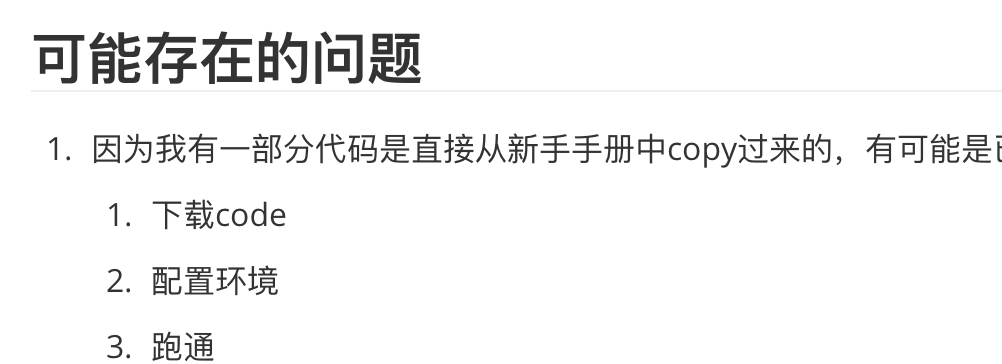 可能存在的问题
1. 因为我有一部分代码是直接从新手手册中copy过来的，有可能是
1. 下载code
2. 配置环境
3. 跑通